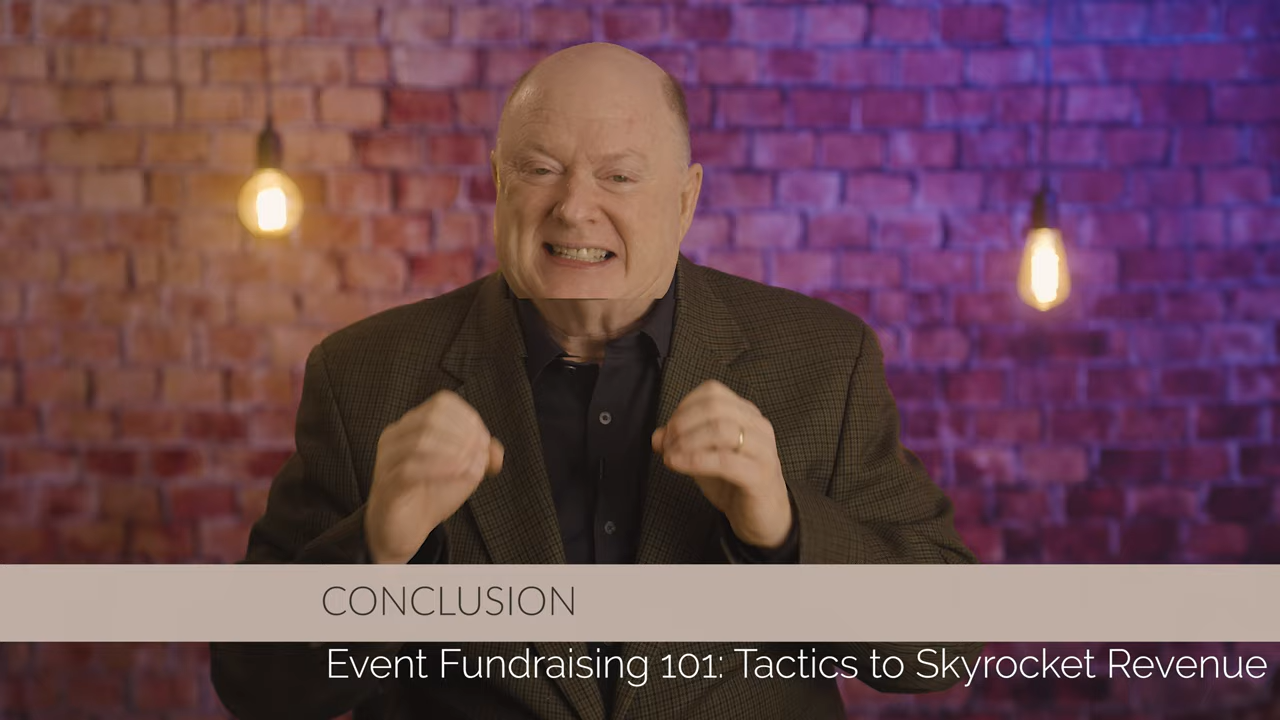 CONCLUSION
Event Fundraising 101: Tactics to Skyrocket Revenue